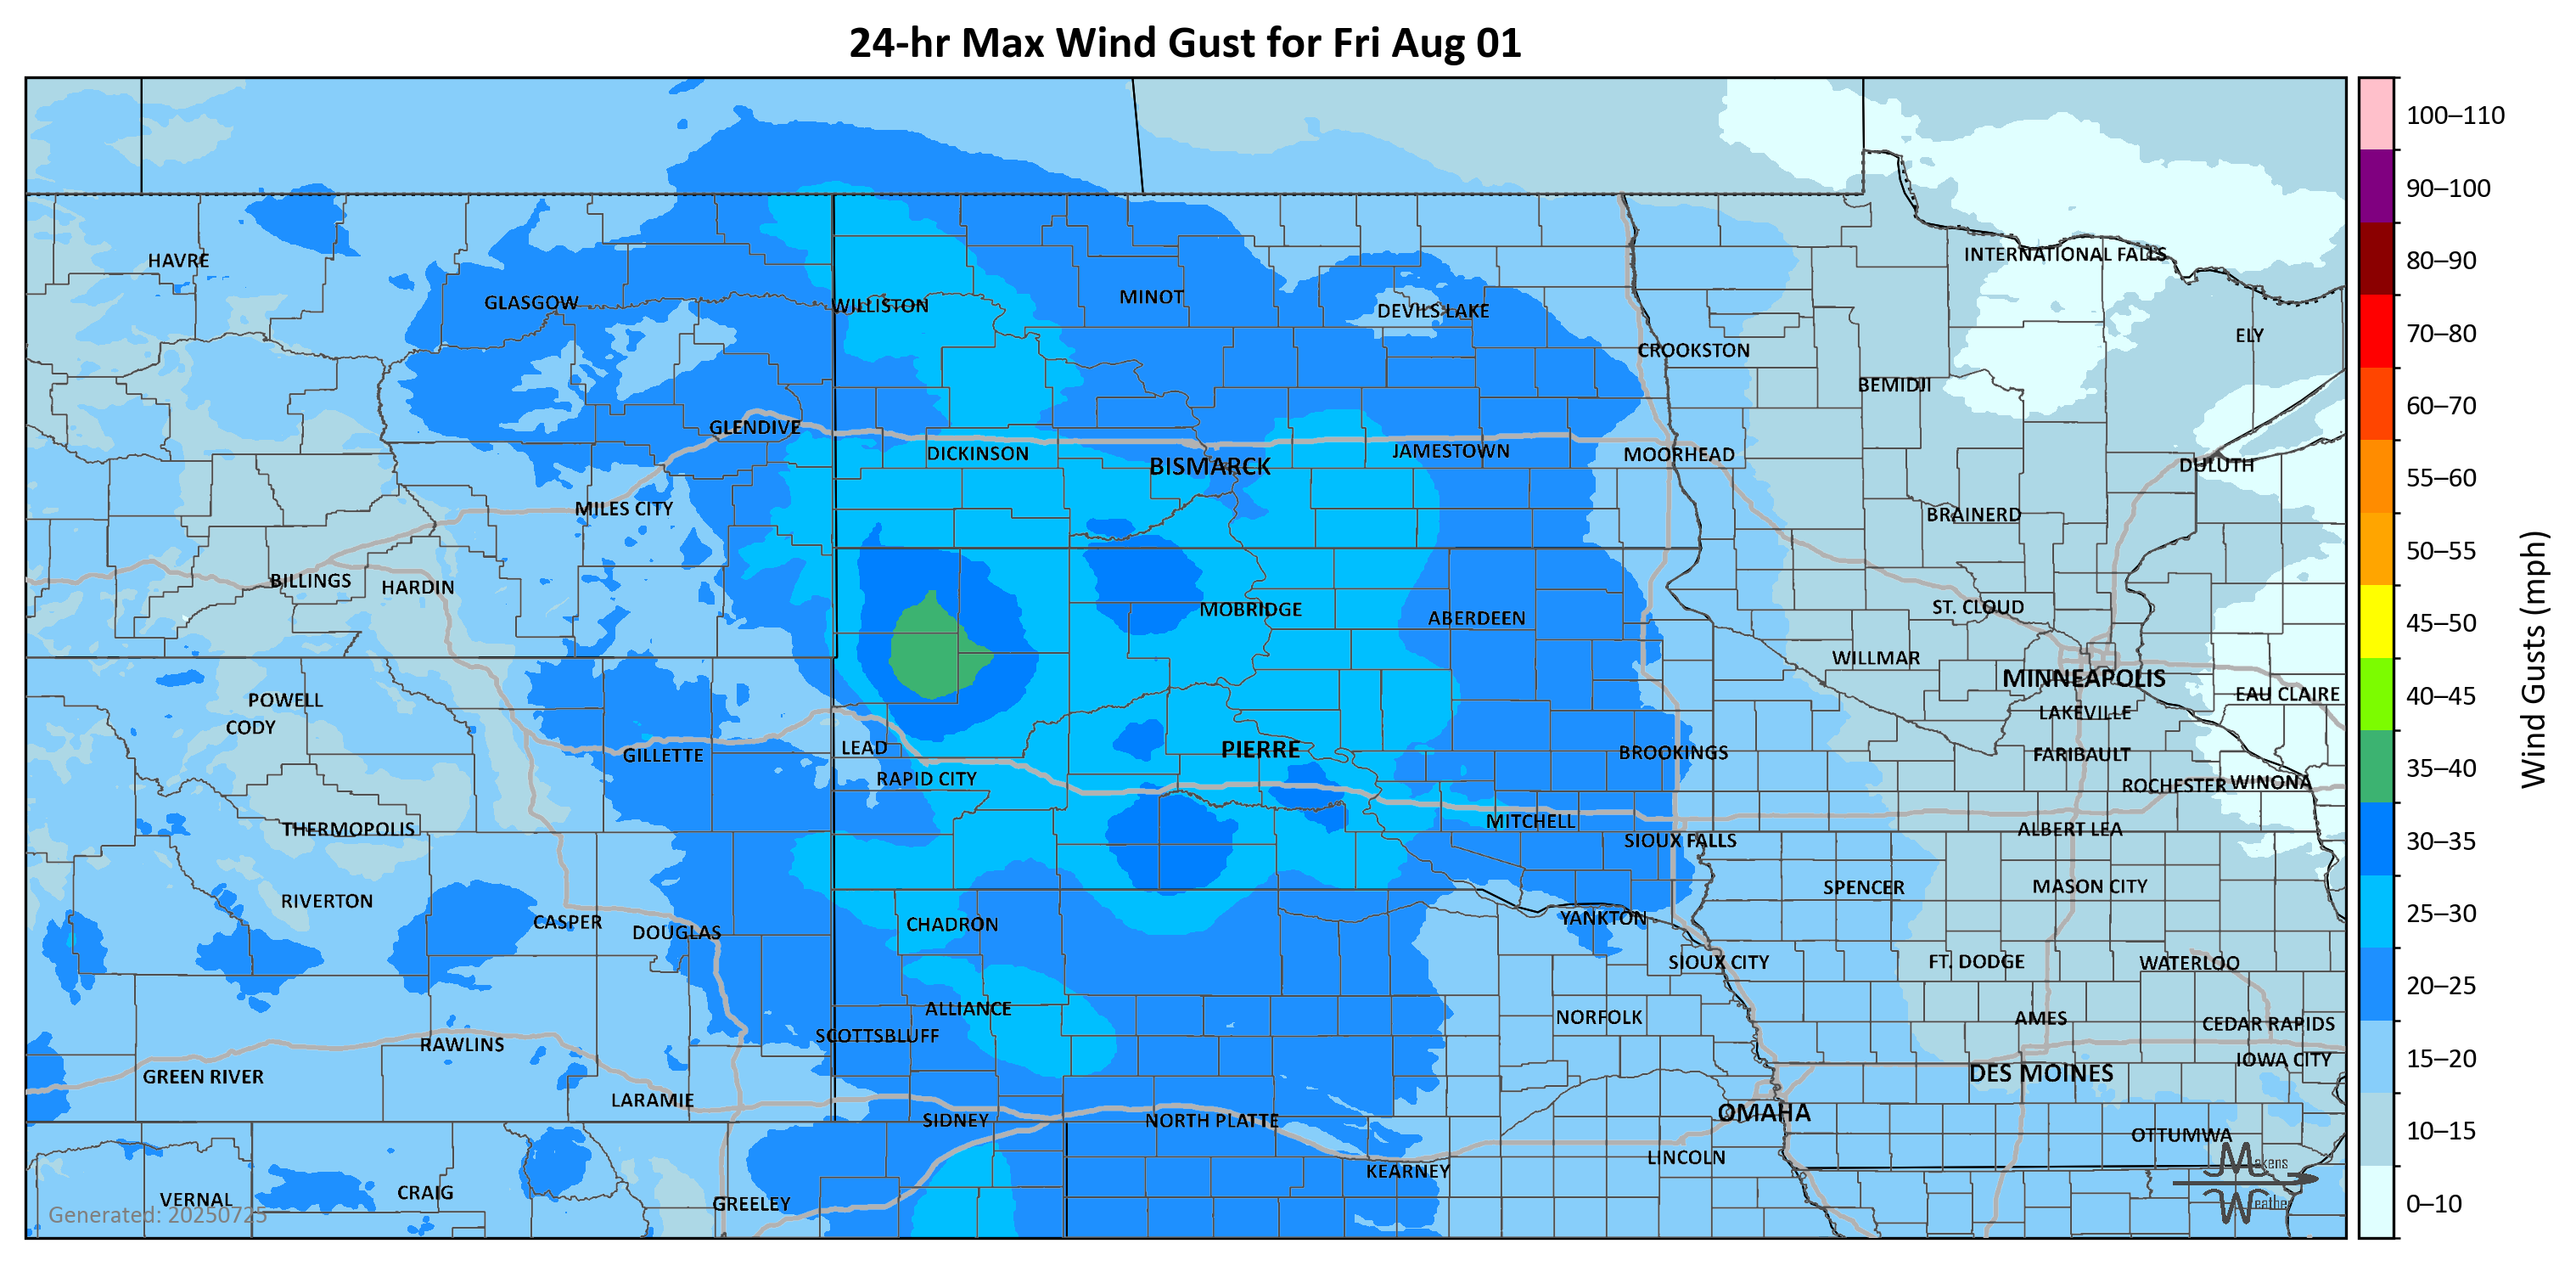 24-hr Max Wind Gust for Fri Aug 01
100–110
90–100
80–90
70–80
60–70
55–60
50–55
45–50
40–45
35–40
30–35
25–30
20–25
15–20
10–15
0–10
Wind Gusts (mph)
HAVRE
INTERNATIONAL FALLS
GLASGOW
WILLISTON
MINOT
DEVILS LAKE
ELY
CROOKSTON
BEMIDJI
GLENDIVE
DICKINSON
BISMARCK
JAMESTOWN
MOORHEAD
DULUTH
MILES CITY
BRAINERD
BILLINGS
HARDIN
MOBRIDGE
ABERDEEN
ST. CLOUD
WILLMAR
MINNEAPOLIS
EAU CLAIRE
POWELL
CODY
LAKEVILLE
GILLETTE
LEAD
PIERRE
BROOKINGS
FARIBAULT
RAPID CITY
ROCHESTER
WINONA
THERMOPOLIS
MITCHELL
ALBERT LEA
SIOUX FALLS
RIVERTON
SPENCER
MASON CITY
CASPER
DOUGLAS
CHADRON
YANKTON
SIOUX CITY
FT. DODGE
WATERLOO
ALLIANCE
NORFOLK
AMES
CEDAR RAPIDS
SCOTTSBLUFF
RAWLINS
IOWA CITY
GREEN RIVER
DES MOINES
LARAMIE
SIDNEY
NORTH PLATTE
OMAHA
OTTUMWA
KEARNEY
LINCOLN
VERNAL
CRAIG
GREELEY
Generated: 20250725
Makens
Weather